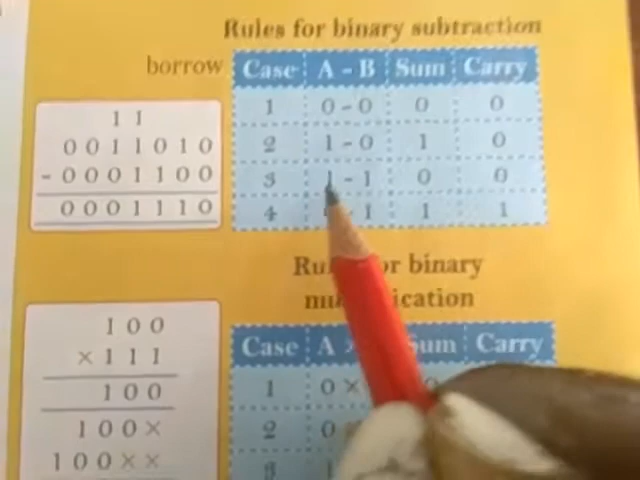 Rules for binary subtraction
borrow
Case A - B Sum Carry
1 0 - 0 0 0
2 1 - 0 1 0
3 1 - 1 0 0
4 - 1 1 1
1 1
0 0 1 1 0 1 0
- 0 0 0 1 1 0 0
0 0 0 1 1 1 0
binary
Case A Sum Carry
1 0 ×
2 0
3 1
1 0 0
× 1 1 1
1 0 0
1 0 0 ×
1 0 0 × ×